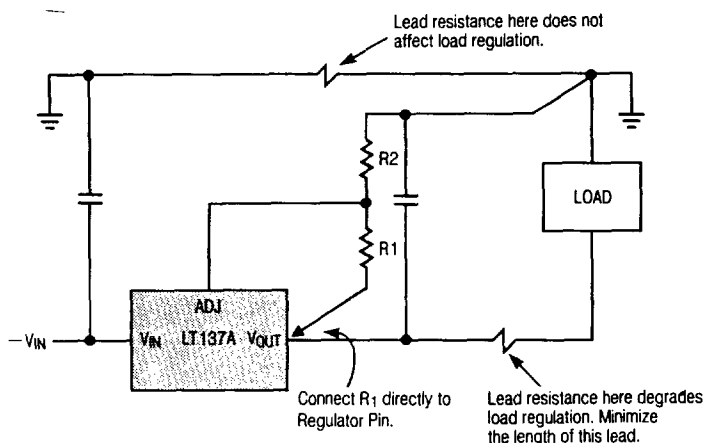 Lead resistance here does not
affect load regulation.
R2
LOAD
R1
ADJ
−VIN
VIN LT137A VOUT
Connect R1 directly to
Regulator Pin.
Lead resistance here degrades
load regulation. Minimize
the length of this lead.